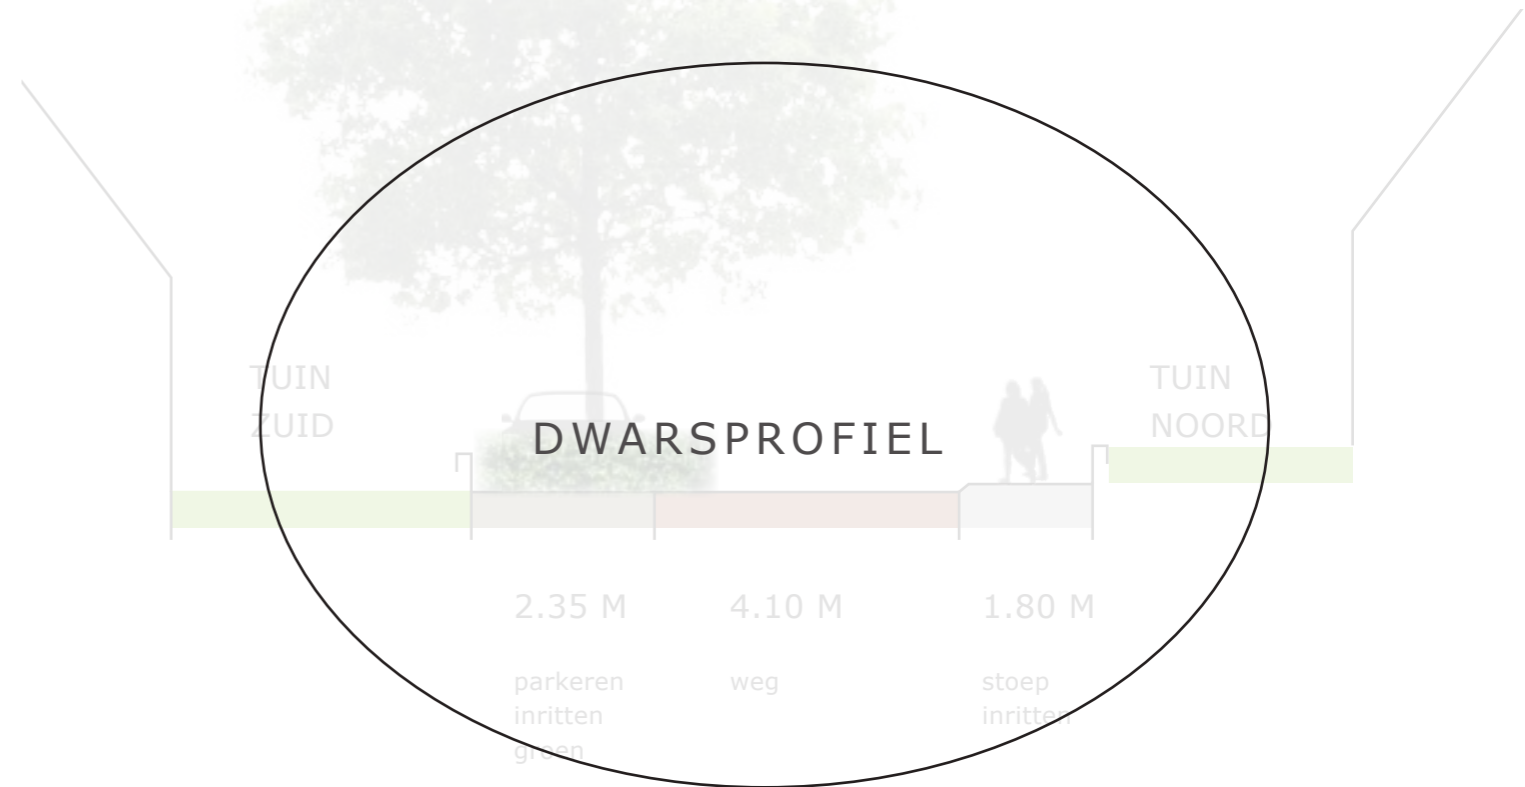 TUIN
ZUID
TUIN
NOORD
DWARSPROFIEL
2.35 M
4.10 M
1.80 M
parkeren
inritten
groen
weg
stoep
inritten